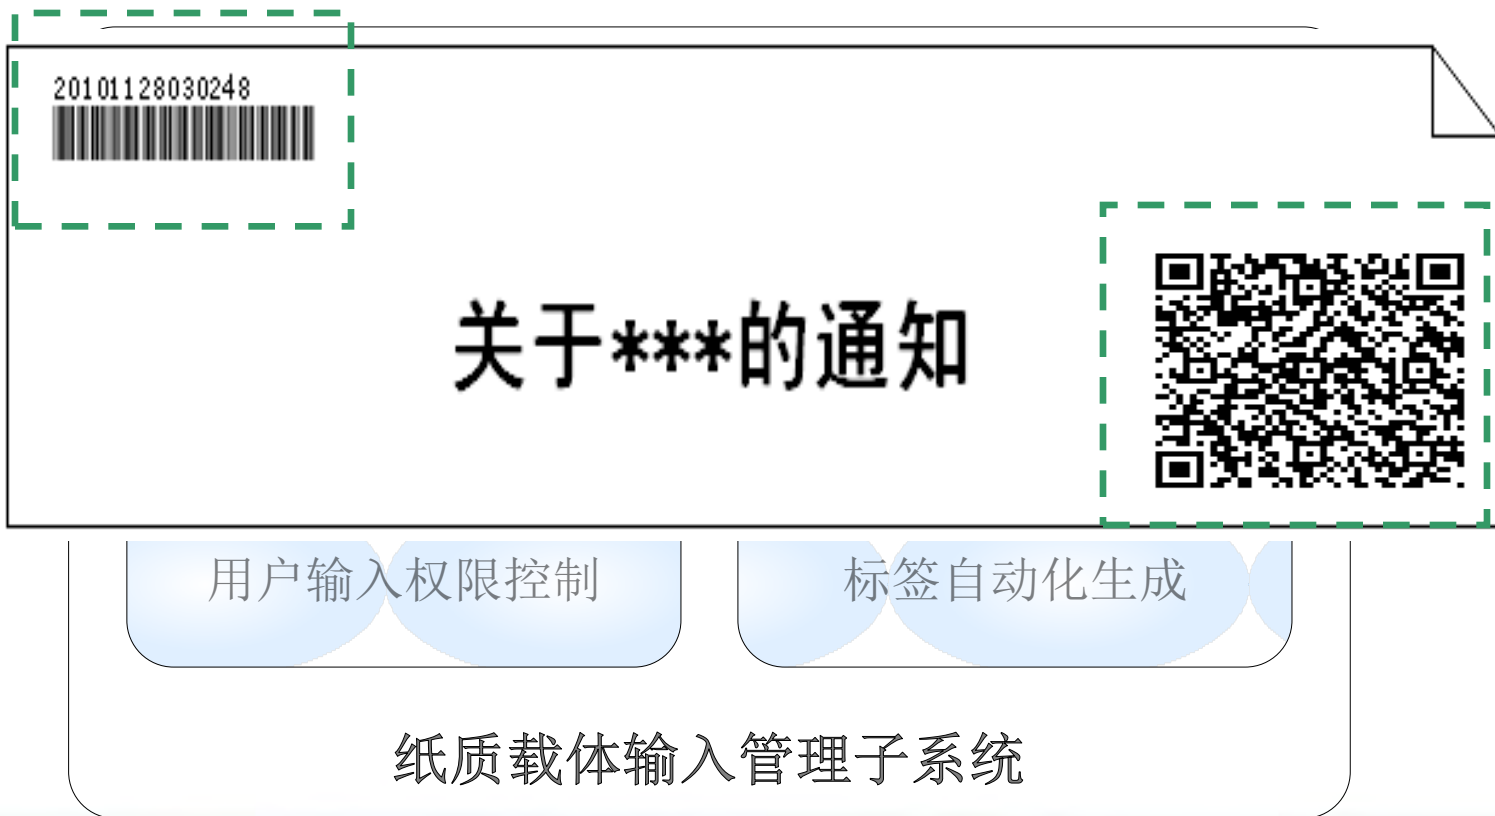 20101128030248
关于***的通知
用户输入权限控制
标签自动化生成
纸质载体输入管理子系统